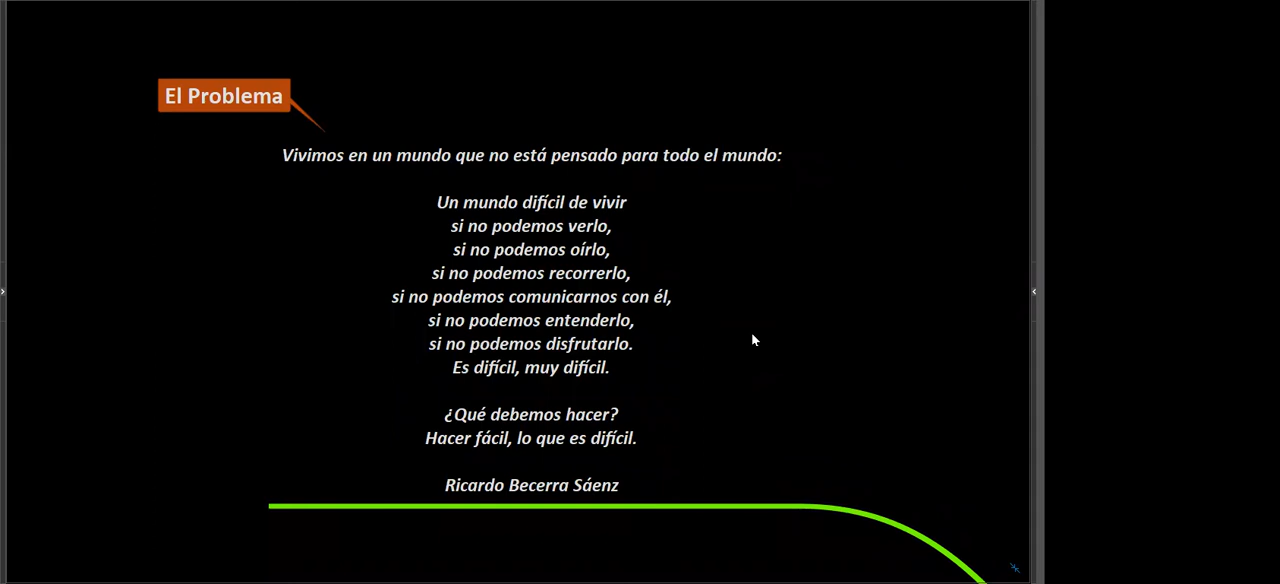 El Problema
Vivimos en un mundo que no está pensado para todo el mundo:
Un mundo difícil de vivir
si no podemos verlo,
si no podemos oírlo,
si no podemos recorrerlo,
si no podemos comunicarnos con él,
si no podemos entenderlo,
si no podemos disfrutarlo.
Es difícil, muy difícil.
¿Qué debemos hacer?
Hacer fácil, lo que es difícil.
Ricardo Becerra Sáenz